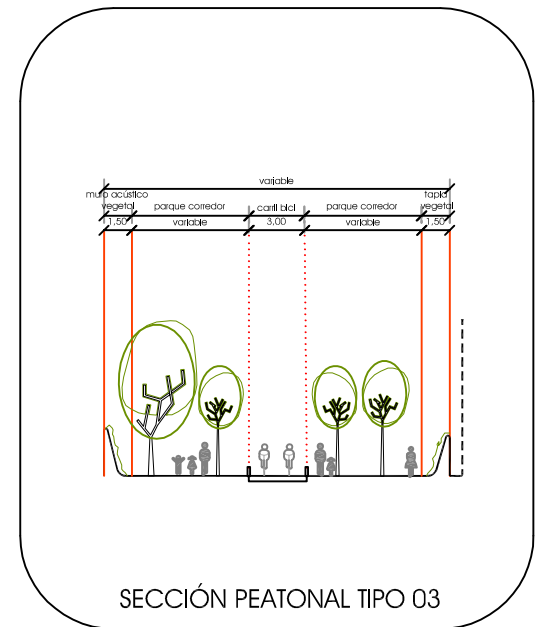 variable
muro acústico
vegetal
parque corredor
carril bici
parque corredor
tapia
vegetal
1,50
variable
3,00
variable
1,50
SECCIÓN PEATONAL TIPO 03